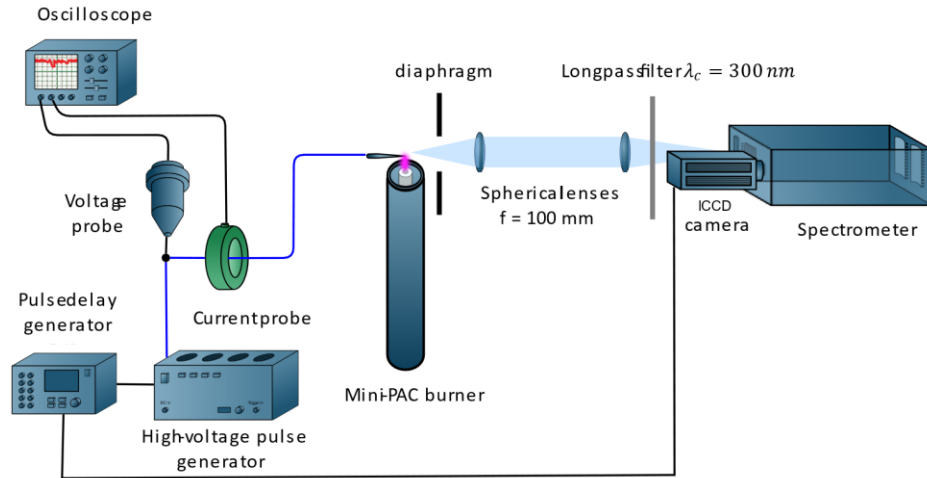 Oscilloscope
diaphragm
Longpassfilter λc = 300 nm
Voltage
probe
Sphericallenses
f = 100 mm
ICCD
camera
Spectrometer
Pulsedelay
generator
Currentprobe
Mini-PAC burner
High-voltage pulse
generator